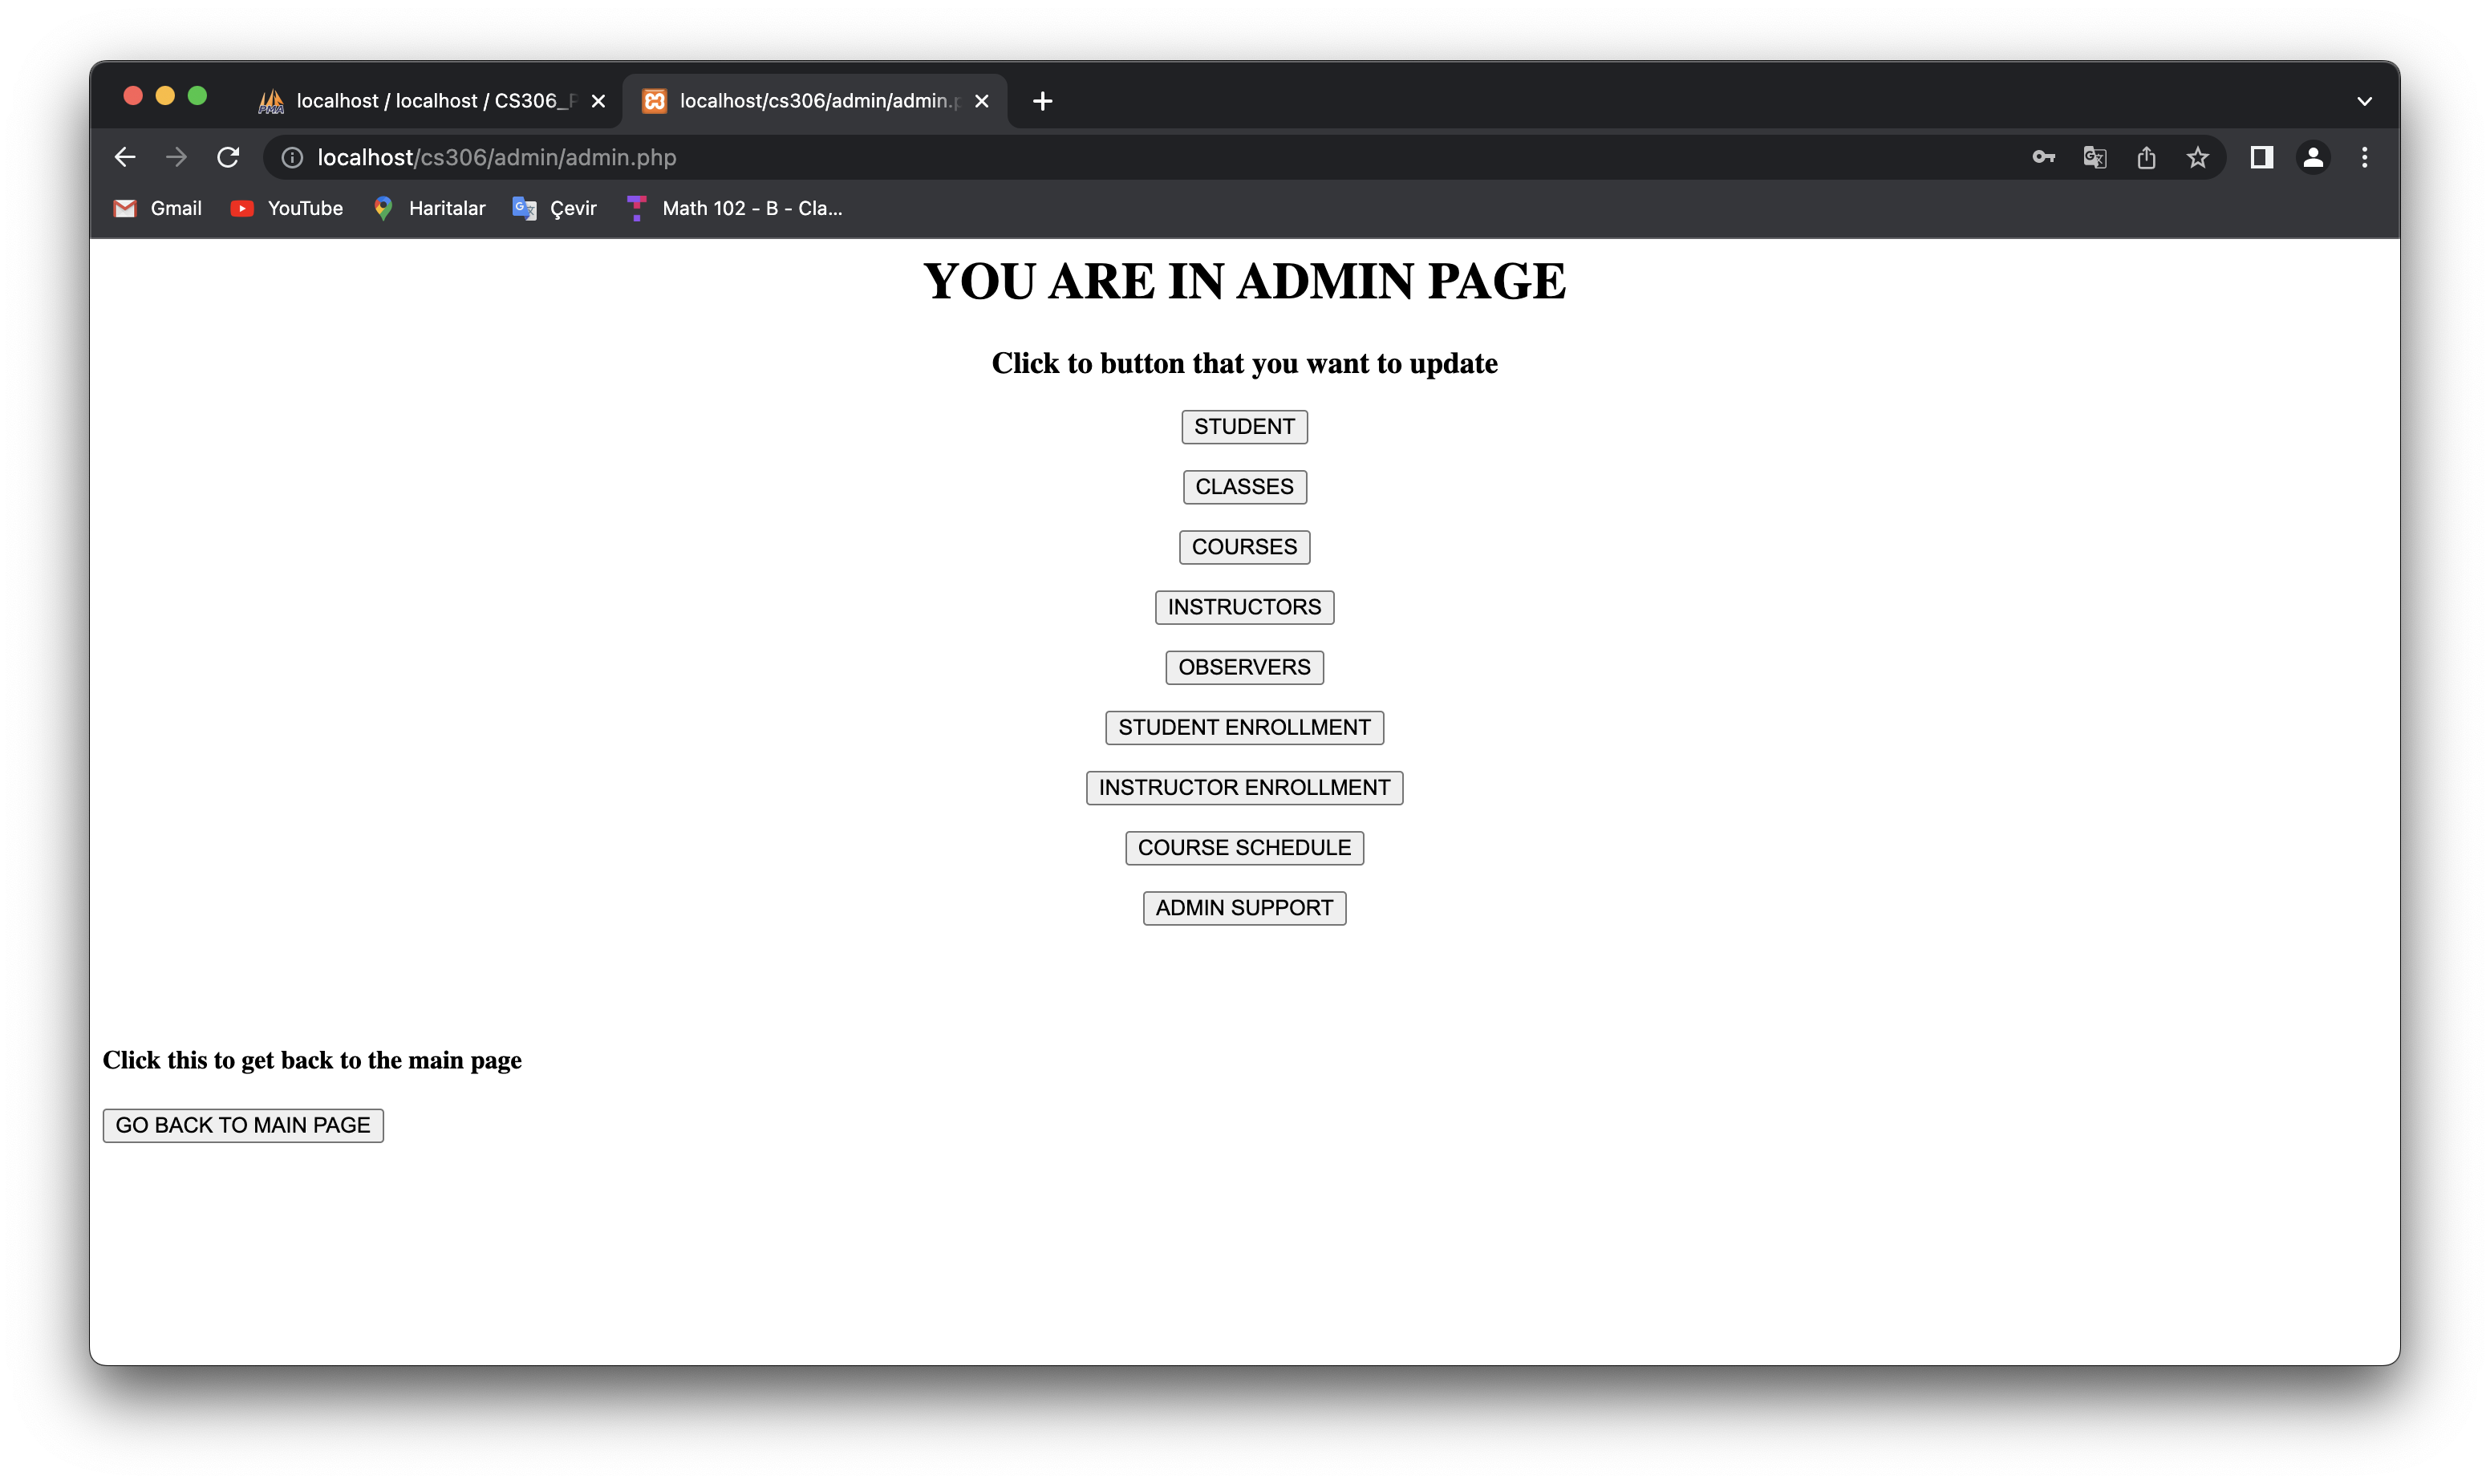 localhost / localhost / CS306_P
localhost/cs306/admin/admin.p
localhost/cs306/admin/admin.php
Gmail YouTube Haritalar Çevir Math 102 - B - Cla...
YOU ARE IN ADMIN PAGE
Click to button that you want to update
STUDENT
CLASSES
COURSES
INSTRUCTORS
OBSERVERS
STUDENT ENROLLMENT
INSTRUCTOR ENROLLMENT
COURSE SCHEDULE
ADMIN SUPPORT
Click this to get back to the main page
GO BACK TO MAIN PAGE